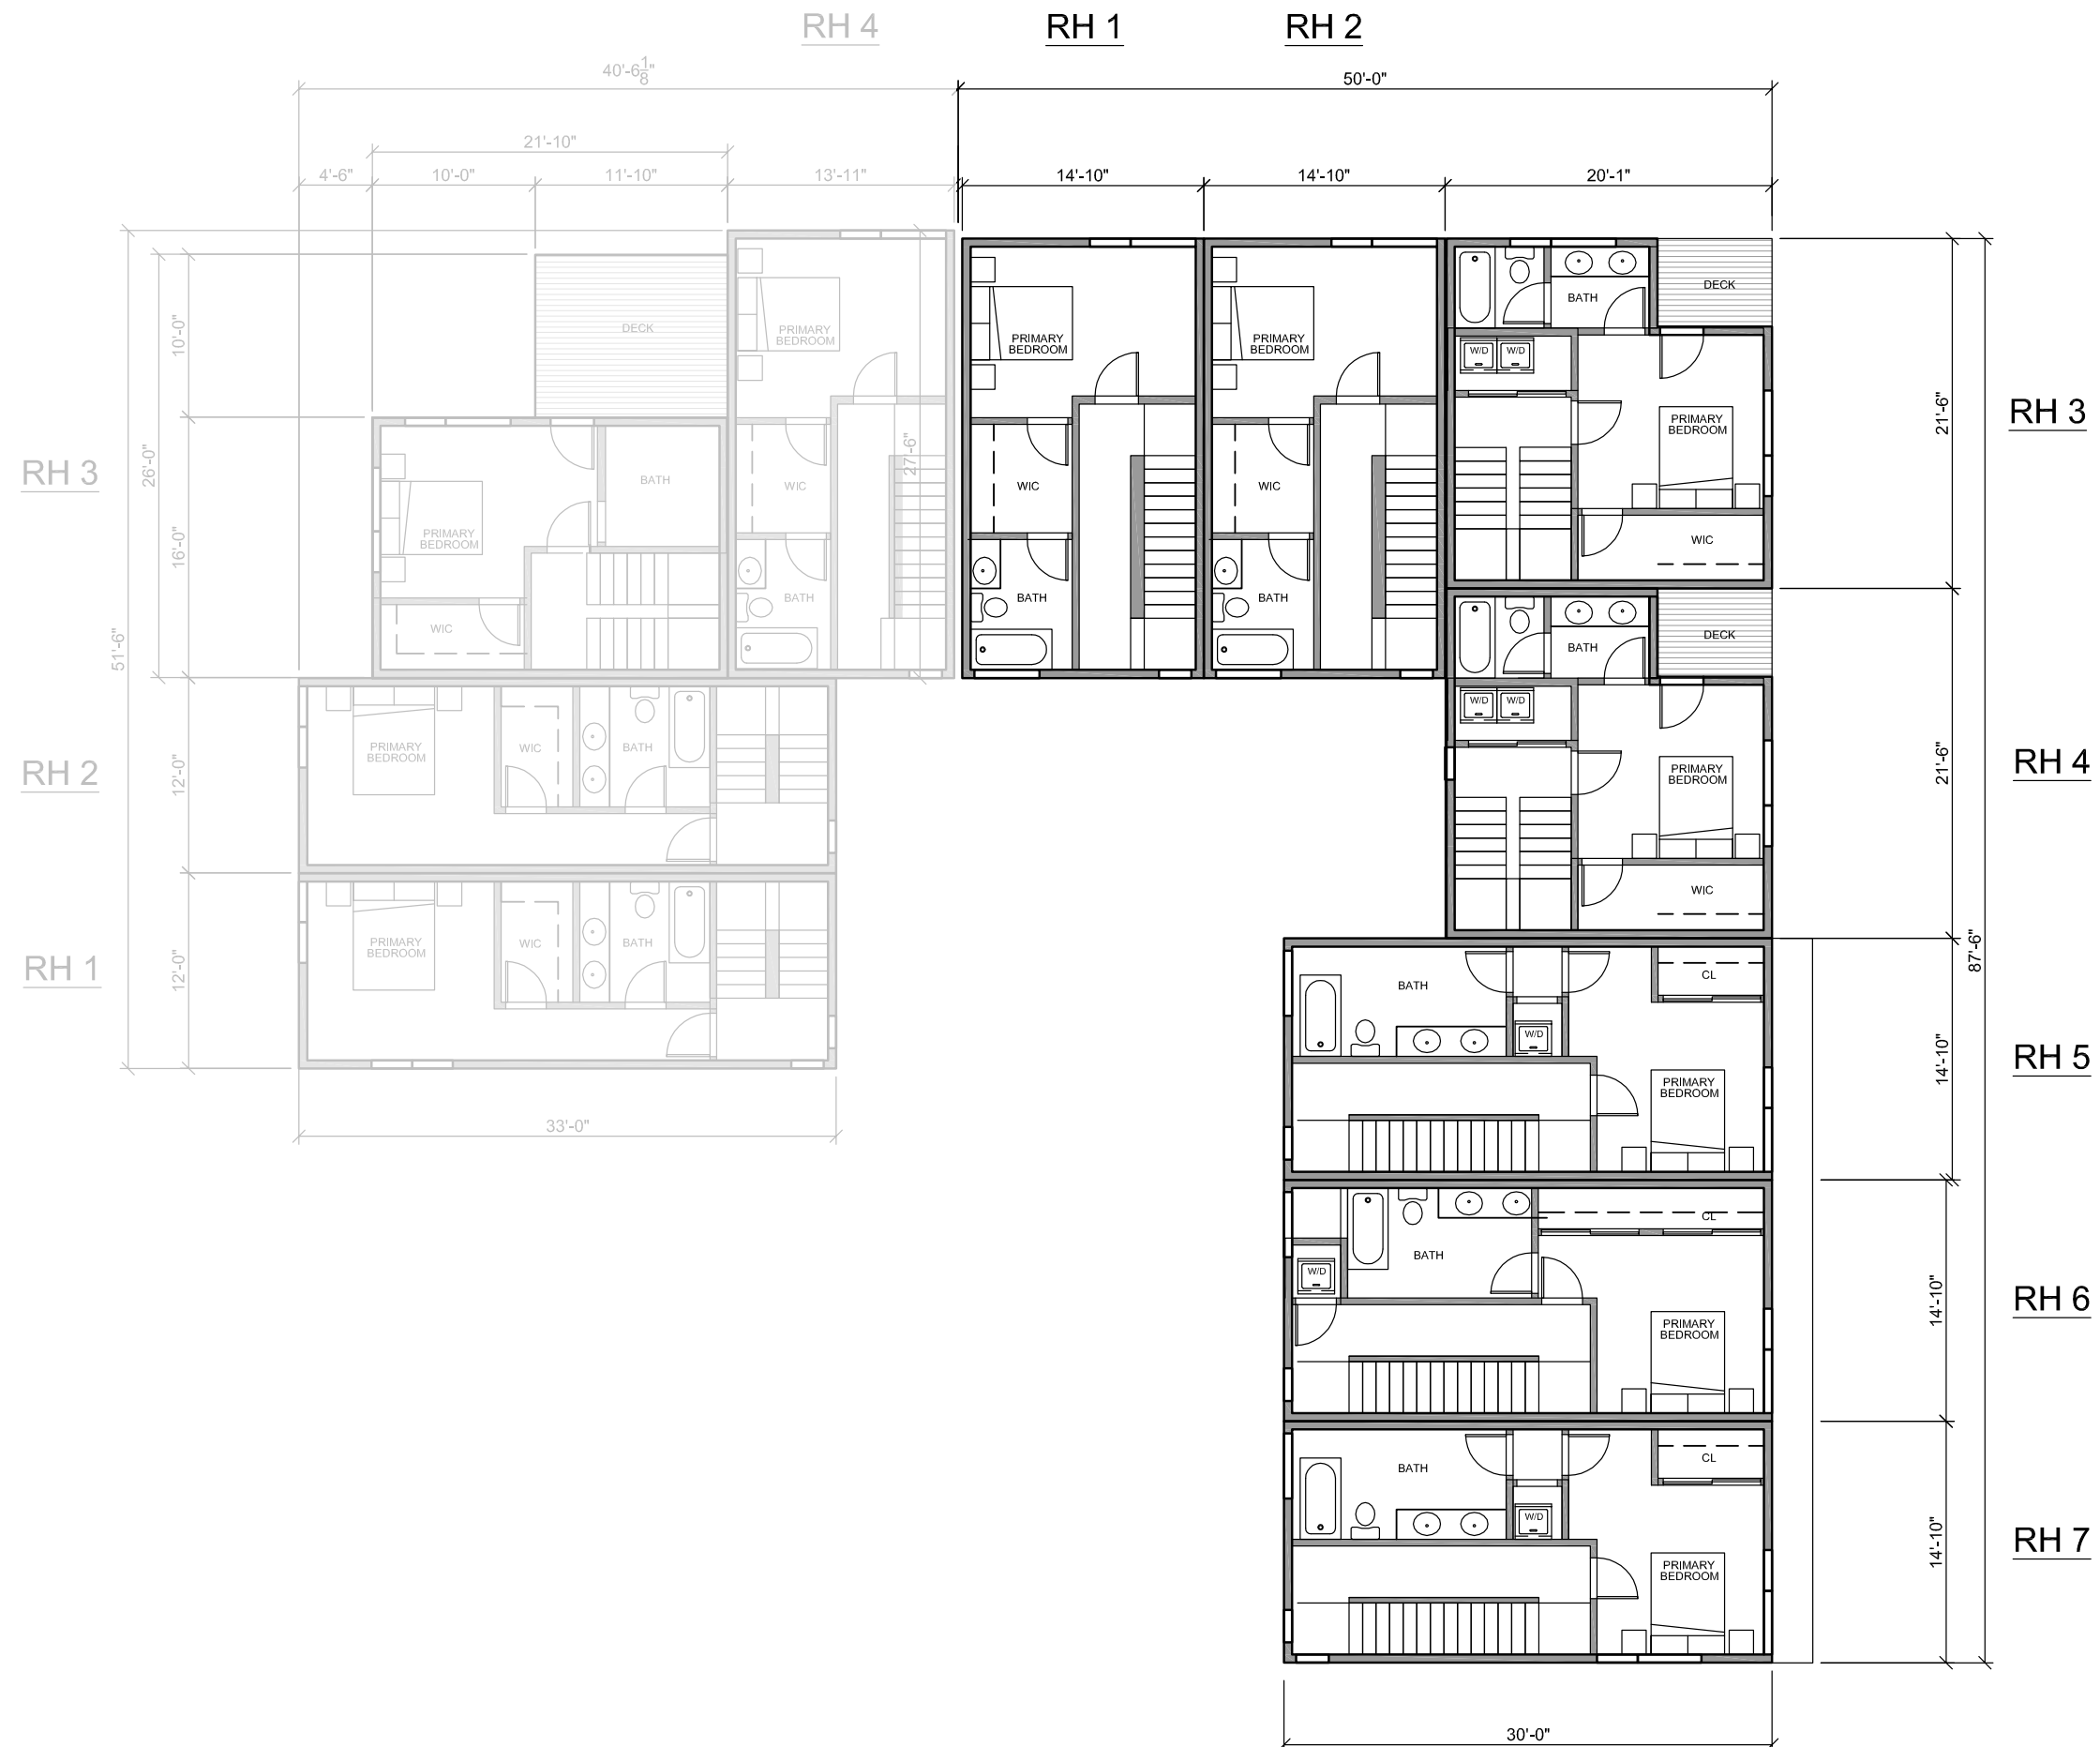 RH 4
RH 1
RH 2
40'-6 1/8"
50'-0"
21'-10"
4'-6"
10'-0"
11'-10"
13'-11"
14'-10"
14'-10"
20'-1"
DECK
PRIMARY
BEDROOM
WIC
BATH
27'-6"
PRIMARY
BEDROOM
WIC
BATH
PRIMARY
BEDROOM
WIC
BATH
BATH
DECK
W/D
W/D
PRIMARY
BEDROOM
WIC
21'-6"
RH 3
RH 3
51'-6"
26'-0"
10'-0"
16'-0"
PRIMARY
BEDROOM
BATH
WIC
BATH
DECK
W/D
W/D
PRIMARY
BEDROOM
WIC
21'-6"
RH 4
RH 2
12'-0"
PRIMARY
BEDROOM
WIC
BATH
RH 1
12'-0"
PRIMARY
BEDROOM
WIC
BATH
33'-0"
87'-6"
BATH
CL
W/D
PRIMARY
BEDROOM
14'-10"
RH 5
CL
BATH
W/D
PRIMARY
BEDROOM
14'-10"
RH 6
BATH
CL
W/D
PRIMARY
BEDROOM
14'-10"
RH 7
30'-0"